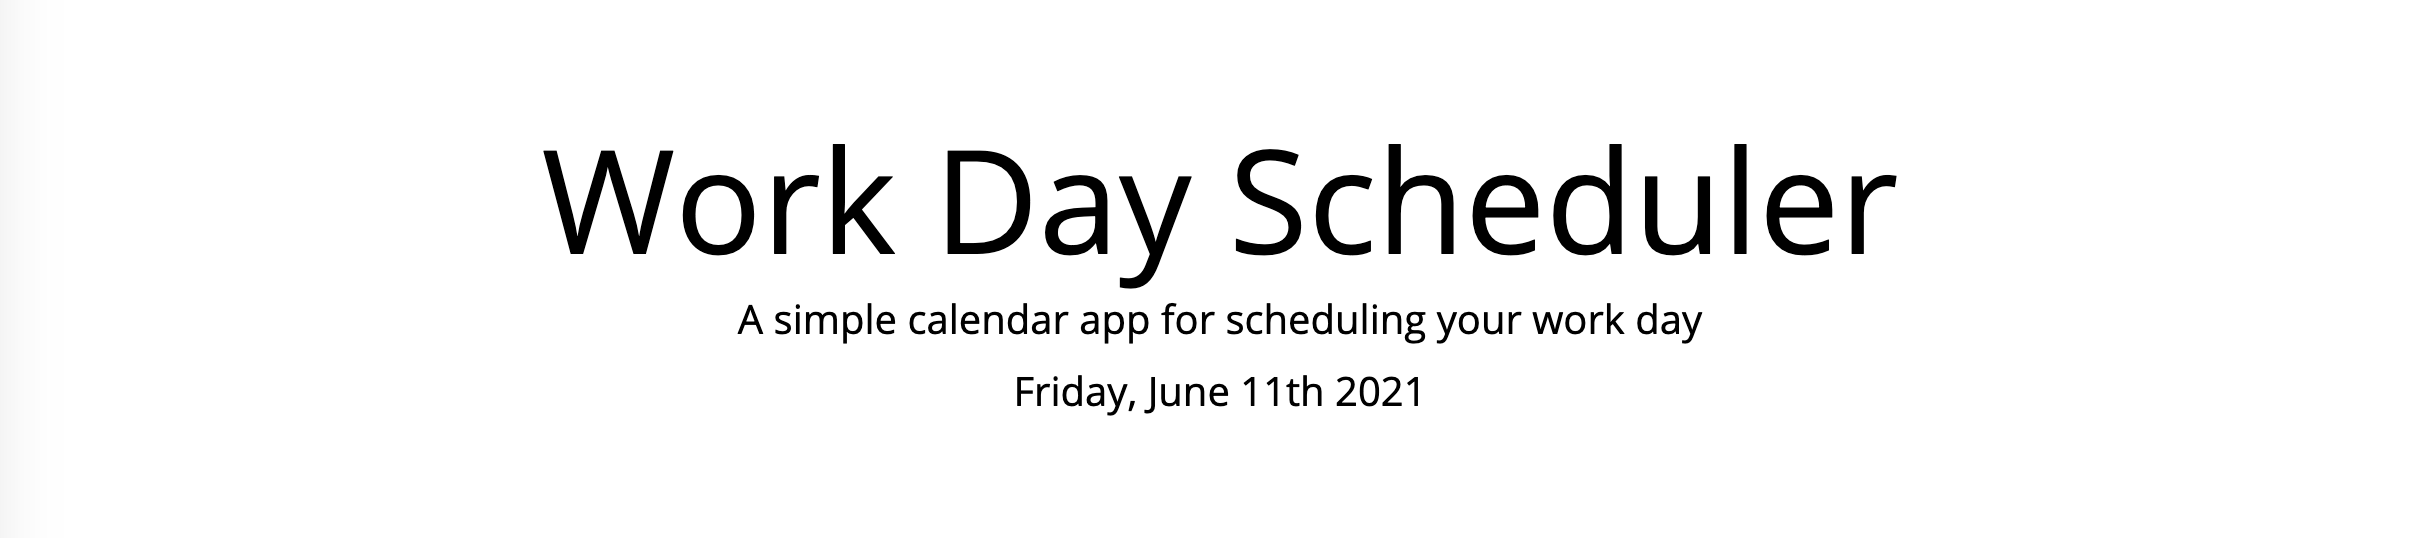 Work Day Scheduler
A simple calendar app for scheduling your work day
Friday, June 11th 2021